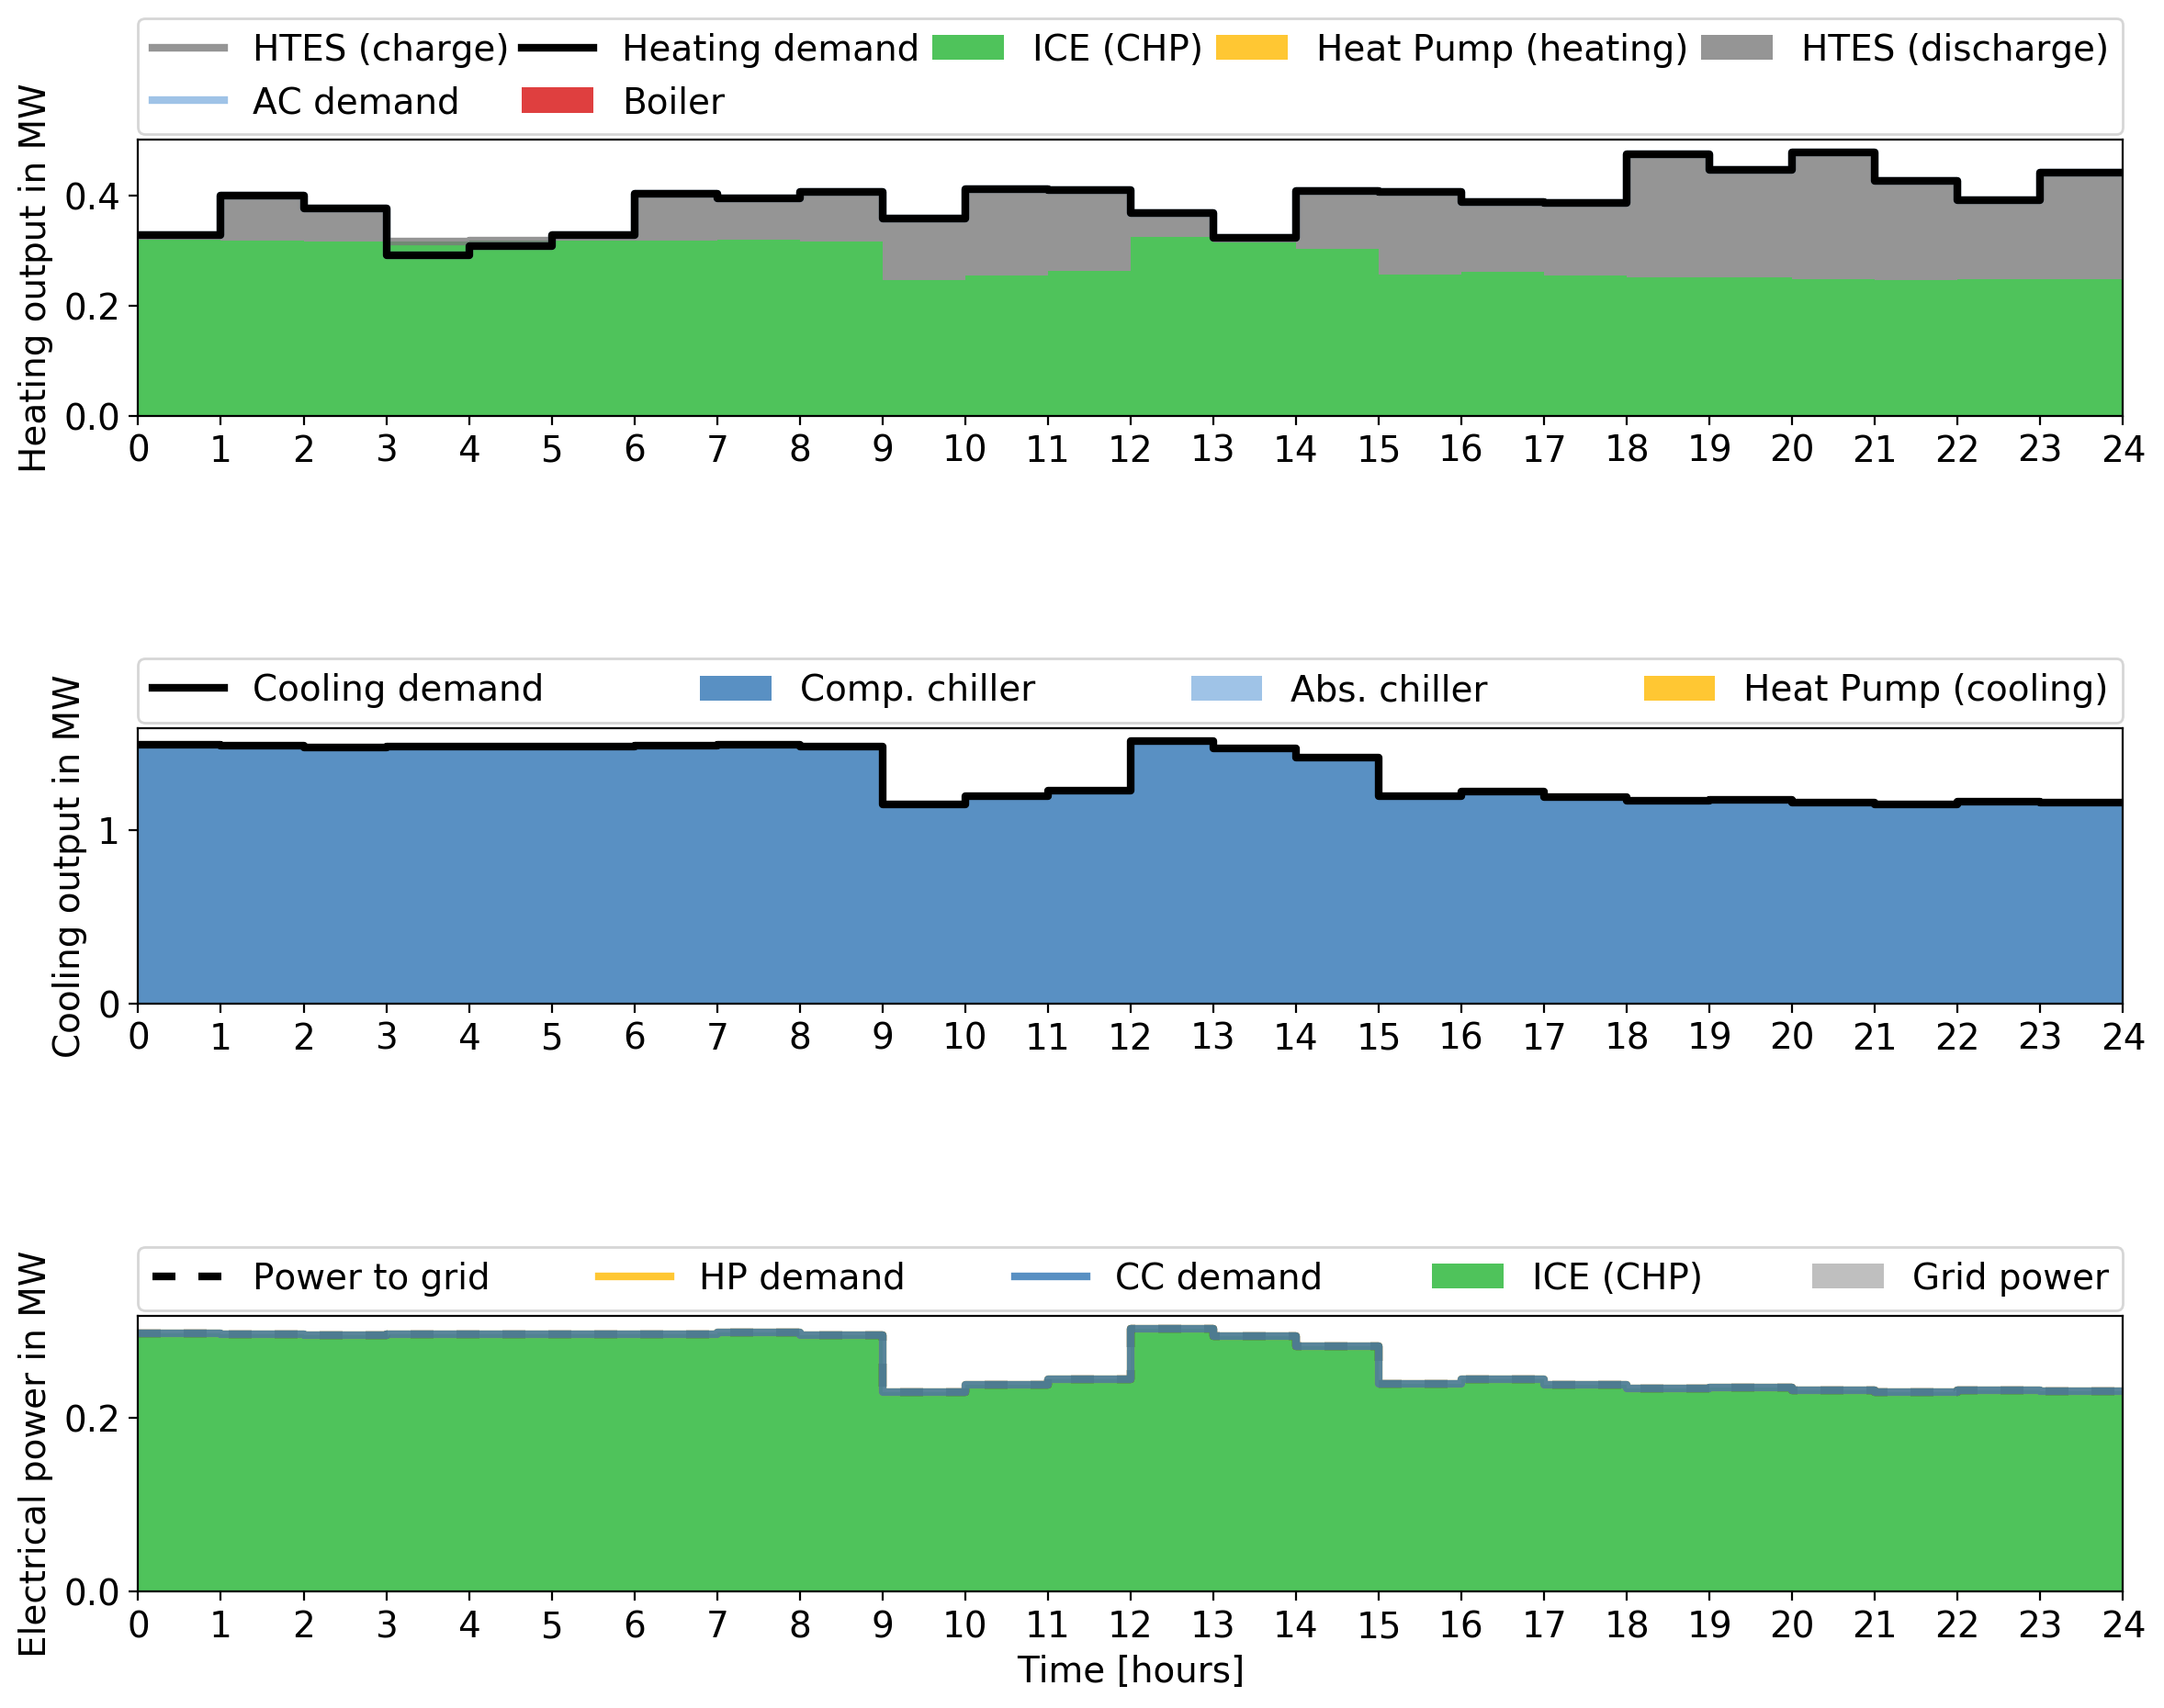 HTES (charge) Heating demand ICE (CHP) Heat Pump (heating) HTES (discharge)
AC demand Boiler
Heating output in MW
0.4
0.2
0.0
0 1 2 3 4 5 6 7 8 9 10 11 12 13 14 15 16 17 18 19 20 21 22 23 24
Cooling demand Comp. chiller Abs. chiller Heat Pump (cooling)
Cooling output in MW
1
0
0 1 2 3 4 5 6 7 8 9 10 11 12 13 14 15 16 17 18 19 20 21 22 23 24
Power to grid HP demand CC demand ICE (CHP) Grid power
Electrical power in MW
0.2
0.0
0 1 2 3 4 5 6 7 8 9 10 11 12 13 14 15 16 17 18 19 20 21 22 23 24
Time [hours]